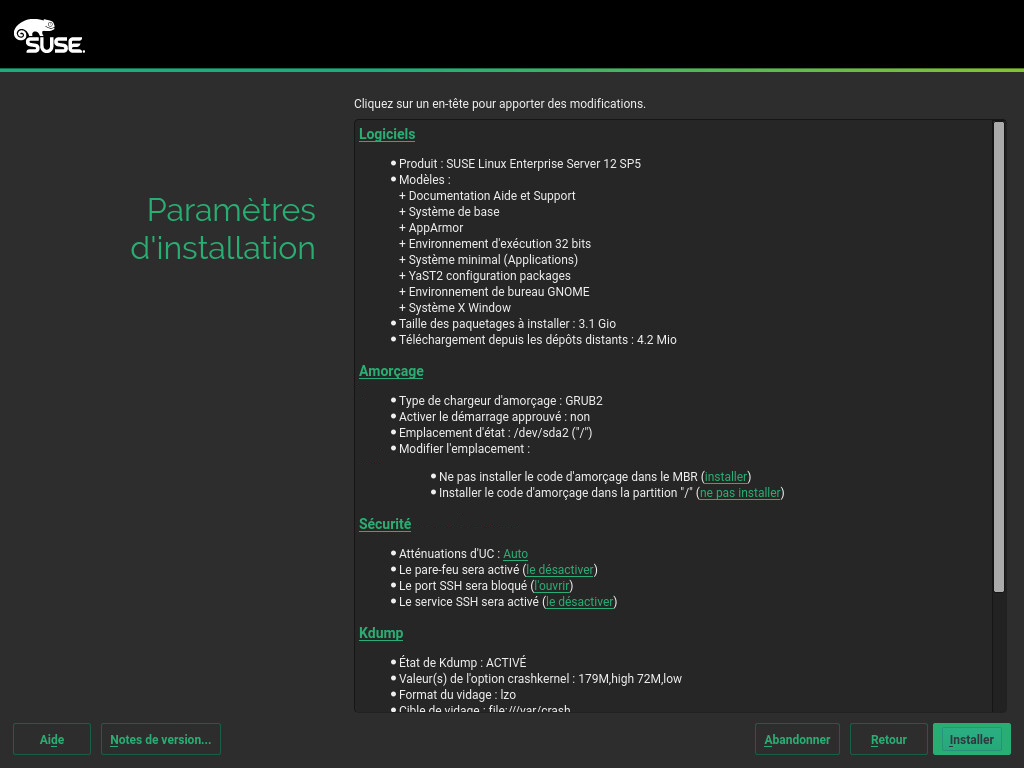 SUSE.
Cliquez sur un en-tête pour apporter des modifications.
Paramètres
d'installation
Logiciels
Produit : SUSE Linux Enterprise Server 12 SP5
Modèles :
+ Documentation Aide et Support
+ Système de base
+ AppArmor
+ Environnement d'exécution 32 bits
+ Système minimal (Applications)
+ YaST2 configuration packages
+ Environnement de bureau GNOME
+ Système X Window
Taille des paquetages à installer : 3.1 Gio
Téléchargement depuis les dépôts distants : 4.2 Mio
Amorçage
Type de chargeur d'amorçage : GRUB2
Activer le démarrage approuvé : non
Emplacement d'état : /dev/sda2 ("/")
Modifier l'emplacement :
Ne pas installer le code d'amorçage dans le MBR (installer)
Installer le code d'amorçage dans la partition "/" (ne pas installer)
Sécurité
Atténuations d'UC : Auto
Le pare-feu sera activé (le désactiver)
Le port SSH sera bloqué (l'ouvrir)
Le service SSH sera activé (le désactiver)
Kdump
État de Kdump : ACTIVÉ
Valeur(s) de l'option crashkernel : 179M,high 72M,low
Format du vidage : lzo
Cible de vidage : file:///var/crash
Aide
Notes de version...
Abandonner
Retour
Installer